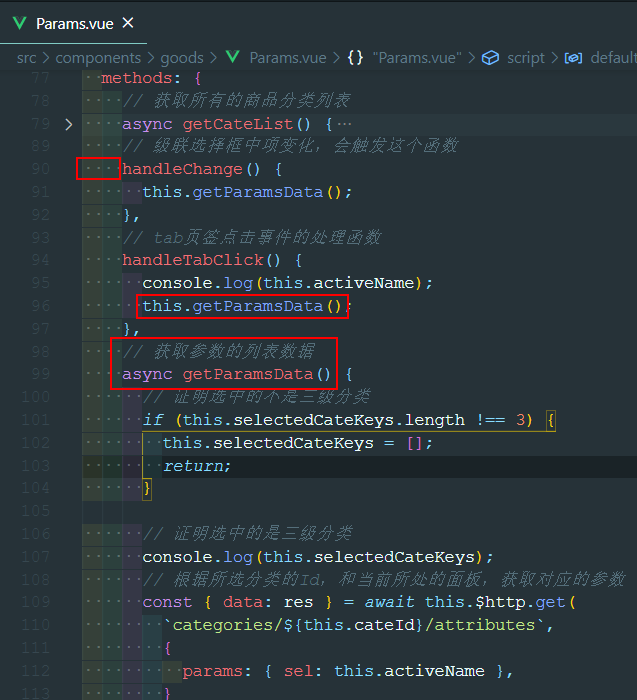 Params.vue ×
src > components > goods > Params.vue > {} "Params.vue" > script > default
77 methods: {
78 // 获取所有的商品分类列表
79 async getCateList() {…
89 // 级联选择框中项变化，会触发这个函数
90 handleChange() {
91 this.getParamsData();
92 },
93 // tab页签点击事件的处理函数
94 handleTabClick() {
95 console.log(this.activeName);
96 this.getParamsData();
97 },
98 // 获取参数的列表数据
99 async getParamsData() {
100 // 证明选中的不是三级分类
101 if (this.selectedCateKeys.length !== 3) {
102 this.selectedCateKeys = [];
103 return;
104 }
105
106 // 证明选中的是三级分类
107 console.log(this.selectedCateKeys);
108 // 根据所选分类的Id，和当前所处的面板，获取对应的参数
109 const { data: res } = await this.$http.get(
110 `categories/${this.cateId}/attributes`,
111 {
112 params: { sel: this.activeName },
113 }